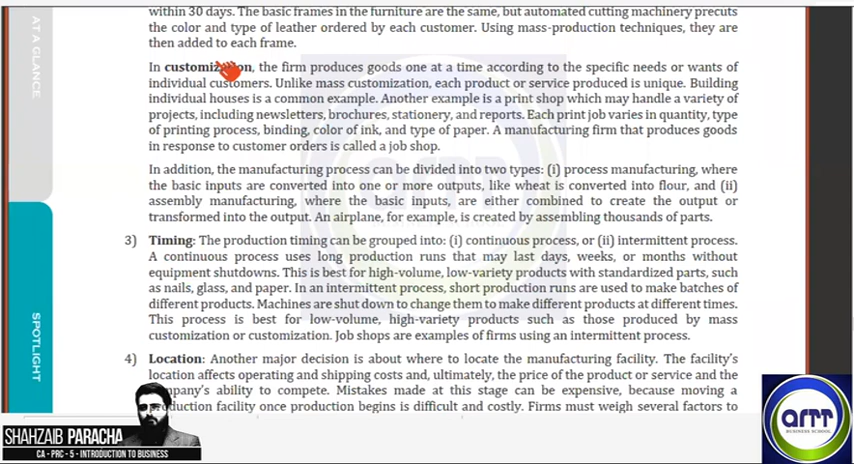 within 30 days. The basic frames in the furniture are the same, but automated cutting machinery precuts
the color and type of leather ordered by each customer. Using mass-production techniques, they are
then added to each frame.
In customization, the firm produces goods one at a time according to the specific needs or wants of
individual customers. Unlike mass customization, each product or service produced is unique. Building
individual houses is a common example. Another example is a print shop which may handle a variety of
projects, including newsletters, brochures, stationery, and reports. Each print job varies in quantity, type
of printing process, binding, color of ink, and type of paper. A manufacturing firm that produces goods
in response to customer orders is called a job shop.
In addition, the manufacturing process can be divided into two types: (i) process manufacturing, where
the basic inputs are converted into one or more outputs, like wheat is converted into flour, and (ii)
assembly manufacturing, where the basic inputs, are either combined to create the output or
transformed into the output. An airplane, for example, is created by assembling thousands of parts.
3) Timing: The production timing can be grouped into: (i) continuous process, or (ii) intermittent process.
A continuous process uses long production runs that may last days, weeks, or months without
equipment shutdowns. This is best for high-volume, low-variety products with standardized parts, such
as nails, glass, and paper. In an intermittent process, short production runs are used to make batches of
different products. Machines are shut down to change them to make different products at different times.
This process is best for low-volume, high-variety products such as those produced by mass
customization or customization. Job shops are examples of firms using an intermittent process.
4) Location: Another major decision is about where to locate the manufacturing facility. The facility's
location affects operating and shipping costs and, ultimately, the price of the product or service and the
company's ability to compete. Mistakes made at this stage can be expensive, because moving a
production facility once production begins is difficult and costly. Firms must weigh several factors to
AT A GLANCE
SPOTLIGHT
SHAHZAIB PARACHA
CA - PRC - 5 - INTRODUCTION TO BUSINESS
ARTT
BUSINESS SCHOOL